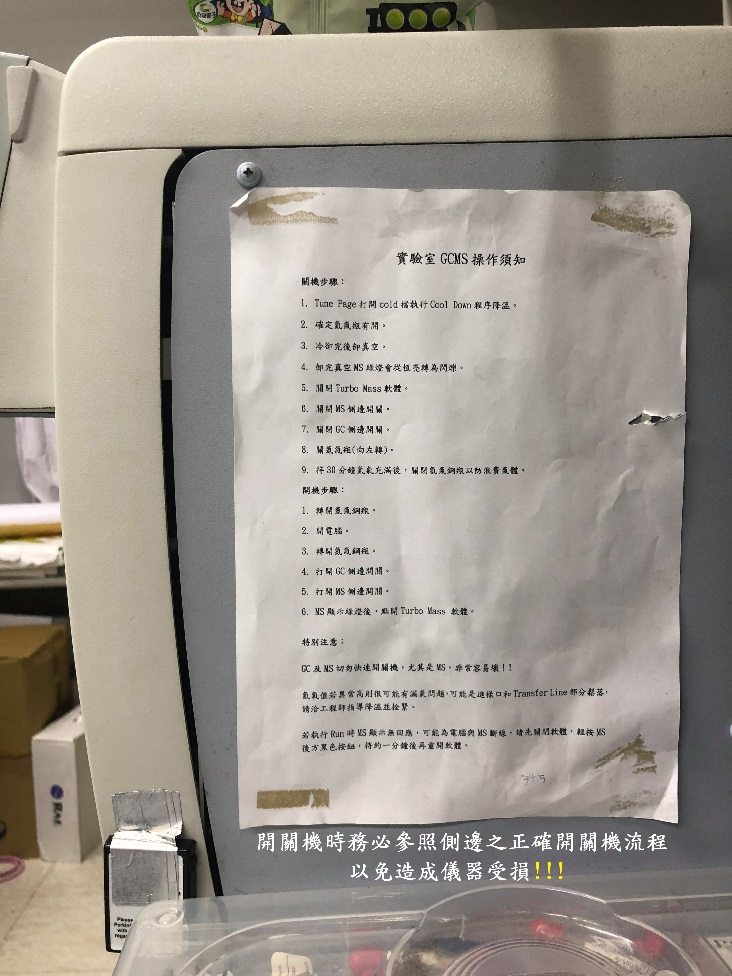 實驗室 GCMS 操作須知
關機步驟：
1. Tune Page 打開 cold 檔執行 Cool Down 程序降溫。
2. 確定氮氣瓶有開。
3. 冷卻完後卸真空。
4. 卸完真空 MS 綠燈會從恆亮轉為閃爍。
5. 關閉 Turbo Mass 軟體。
6. 關閉 MS 側邊開關。
7. 關閉 GC 側邊開關。
8. 關氦氣瓶(向左轉)。
9. 待 30 分鐘氮氣充滿後，關閉氮氣鋼瓶以防浪費氣體。
開機步驟：
1. 轉開氦氣鋼瓶。
2. 開電腦。
3. 轉開氮氣鋼瓶。
4. 打開 GC 側邊開關。
5. 打開 MS 側邊開關。
6. MS 顯示綠燈後，點開 Turbo Mass 軟體。
特別注意：
GC 及 MS 切勿快速開關機，尤其是 MS，非常容易壞!!
氮氧值若異常高則很可能有漏氣問題，可能是進樣口和 Transfer Line 部分鬆落，
請洽工程師指導降溫並拴緊。
若執行 Run 時 MS 顯示無回應，可能為電腦與 MS 斷線，請先關閉軟體，輕按 MS
後方黑色按鈕，待約一分鐘後再重開軟體。
開關機時務必參照側邊之正確開關機流程
以免造成儀器受損!!!
Please
with